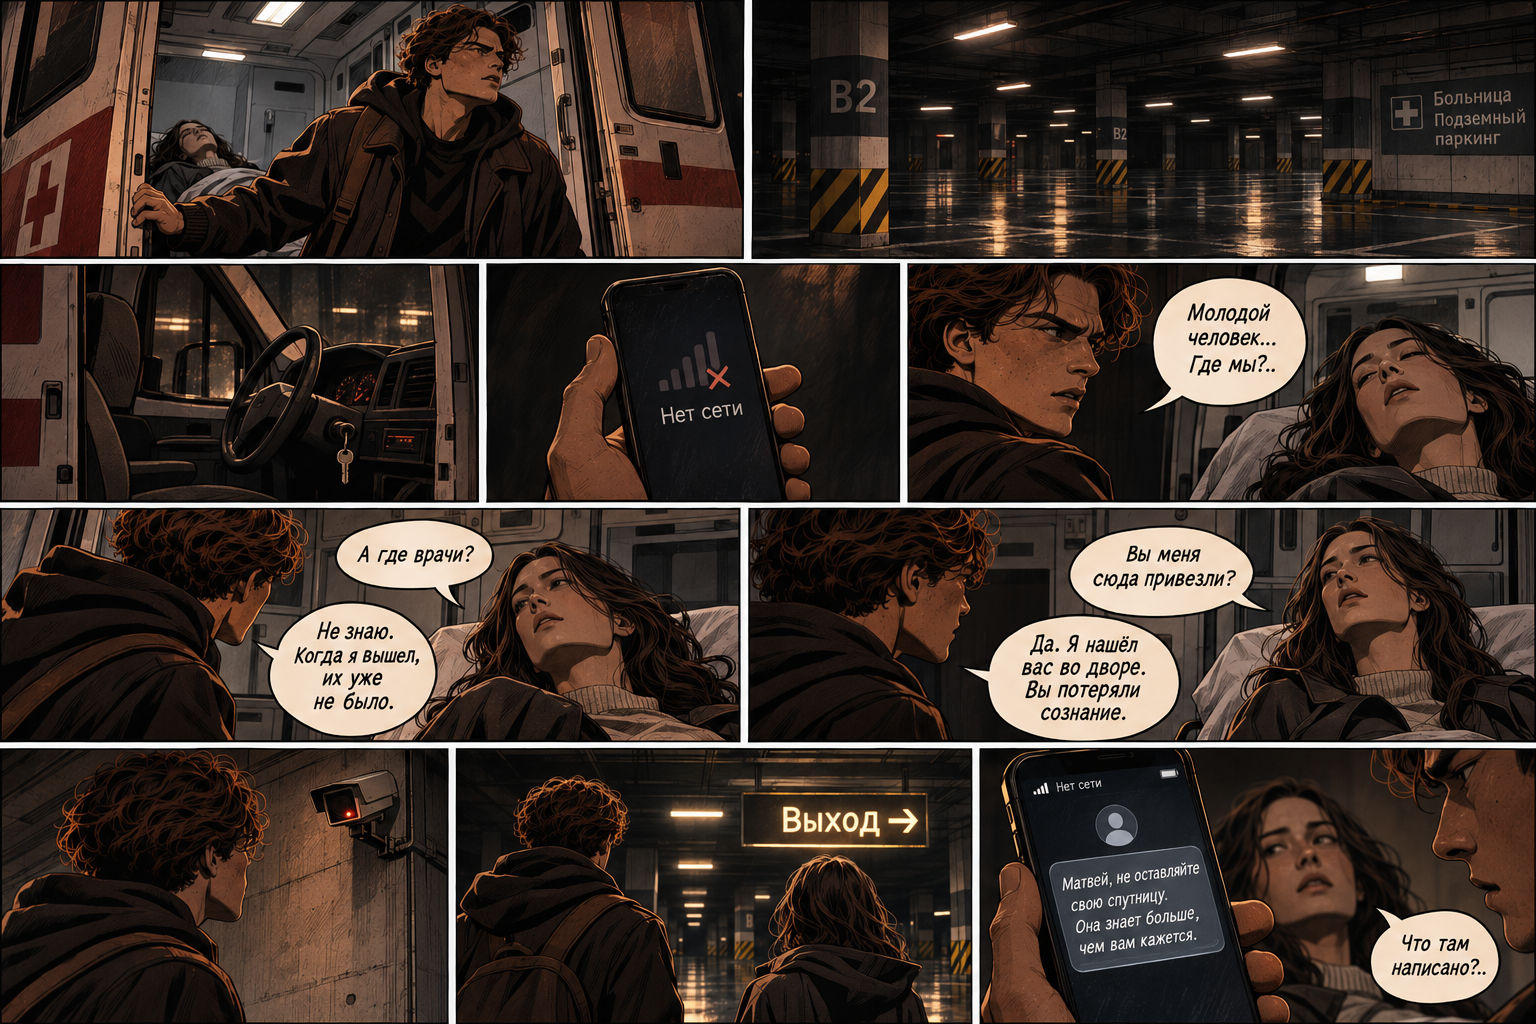 B2
B2
Больница
Подземный
паркинг
Нет сети
Молодой
человек...
Где мы?..
А где врачи?
Не знаю.
Когда я вышел,
их уже
не было.
Вы меня
сюда привезли?
Да. Я нашёл
вас во дворе.
Вы потеряли
сознание.
Выход →
Нет сети
Матвей, не оставляйте
свою спутницу.
Она знает больше,
чем вам кажется.
Что там
написано?..